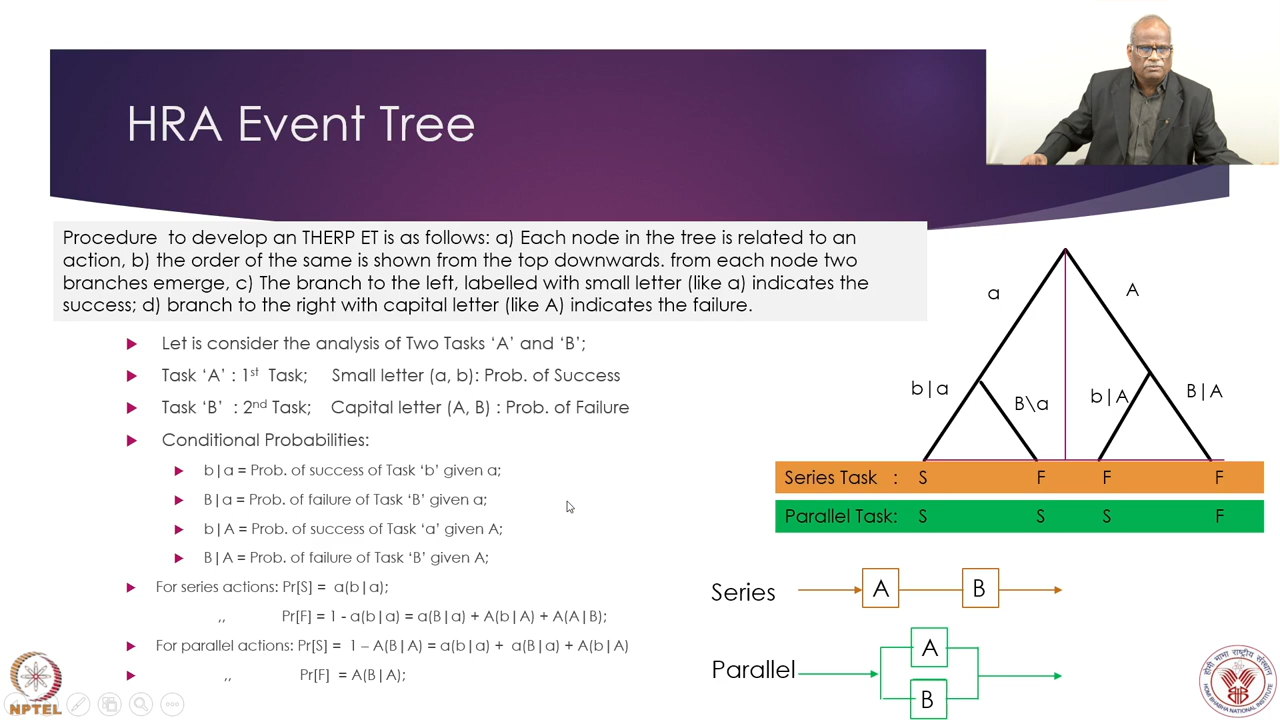 HRA Event Tree
Procedure to develop an THERP ET is as follows: a) Each node in the tree is related to an
action, b) the order of the same is shown from the top downwards. from each node two
branches emerge, c) The branch to the left, labelled with small letter (like a) indicates the
success; d) branch to the right with capital letter (like A) indicates the failure.
Let is consider the analysis of Two Tasks ‘A’ and ‘B’;
Task ‘A’ : 1st Task; Small letter (a, b): Prob. of Success
Task ‘B’ : 2nd Task; Capital letter (A, B) : Prob. of Failure
Conditional Probabilities:
b|a = Prob. of success of Task ‘b’ given a;
B|a = Prob. of failure of Task ‘B’ given a;
b|A = Prob. of success of Task ‘a’ given A;
B|A = Prob. of failure of Task ‘B’ given A;
For series actions: Pr[S] = a(b|a);
,, Pr[F] = 1 - a(b|a) = a(B|a) + A(b|A) + A(A|B);
For parallel actions: Pr[S] = 1 – A(B|A) = a(b|a) + a(B|a) + A(b|A)
,, Pr[F] = A(B|A);
a A
b|a B\a b|A B|A
Series Task : S F F F
Parallel Task: S S S F
Series A B
Parallel A B
NPTEL
होमी भाभा राष्ट्रीय संस्थान
HOMI BHABHA NATIONAL INSTITUTE